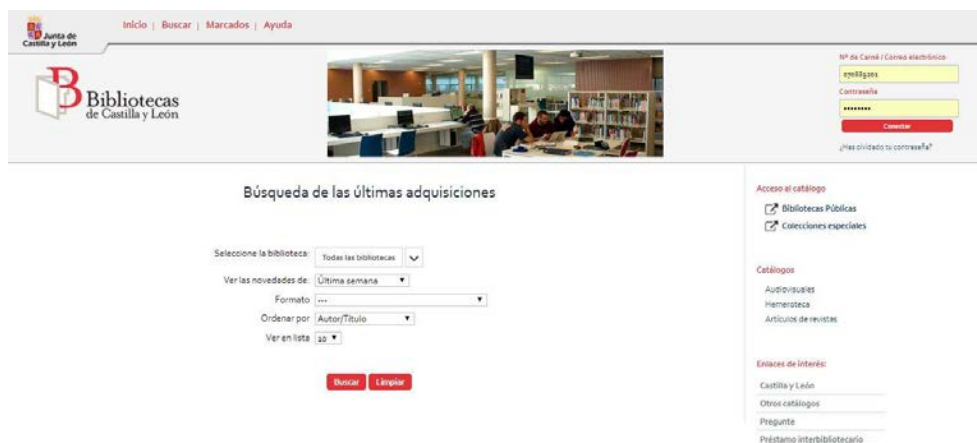 Junta de
Castilla y León
Inicio | Buscar | Marcados | Ayuda
Bibliotecas
de Castilla y León
Nº de Carné / Correo electrónico
Contraseña
••••••••
Conectar
¿Has olvidado tu contraseña?
Búsqueda de las últimas adquisiciones
Seleccione la biblioteca: Todas las bibliotecas
Ver las novedades de: Última semana
Formato ---
Ordenar por Autor/Título
Ver en lista 10
Buscar Limpiar
Acceso al catálogo
Bibliotecas Públicas
Colecciones especiales
Catálogos
Audiovisuales
Hemeroteca
Artículos de revistas
Enlaces de interés:
Castilla y León
Otros catálogos
Pregunte
Préstamo interbibliotecario